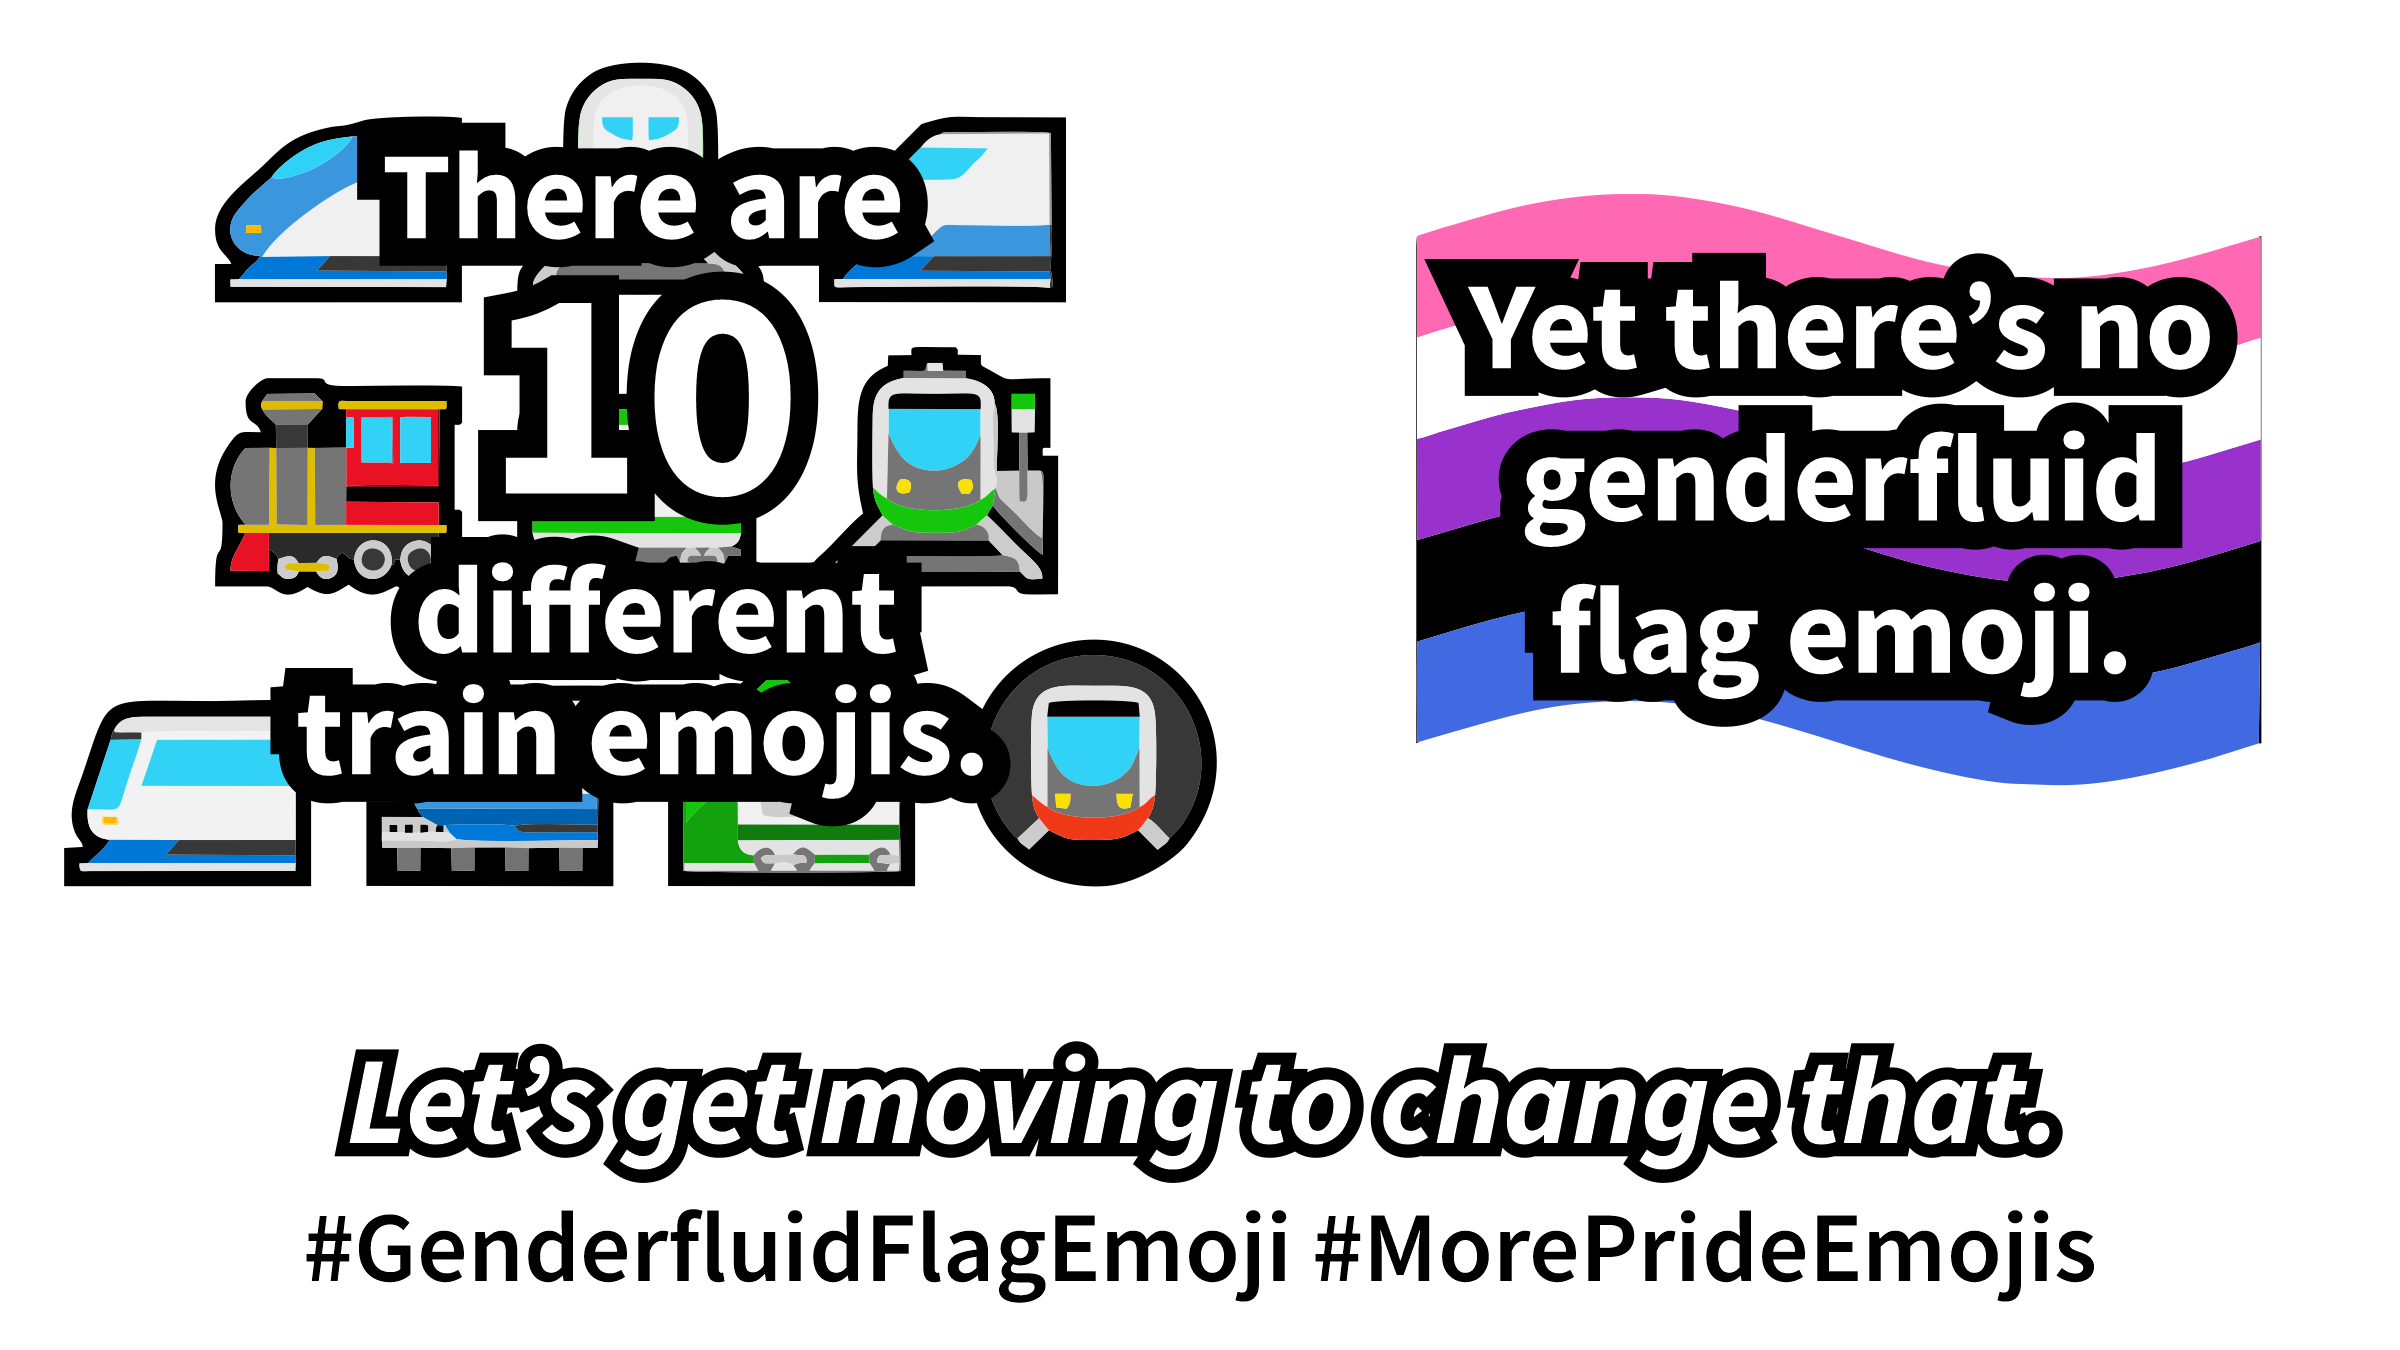 There are
10
different
train emojis.
Yet there’s no
genderfluid
flag emoji.
Let’s get moving to change that.
#GenderfluidFlagEmoji #MorePrideEmojis